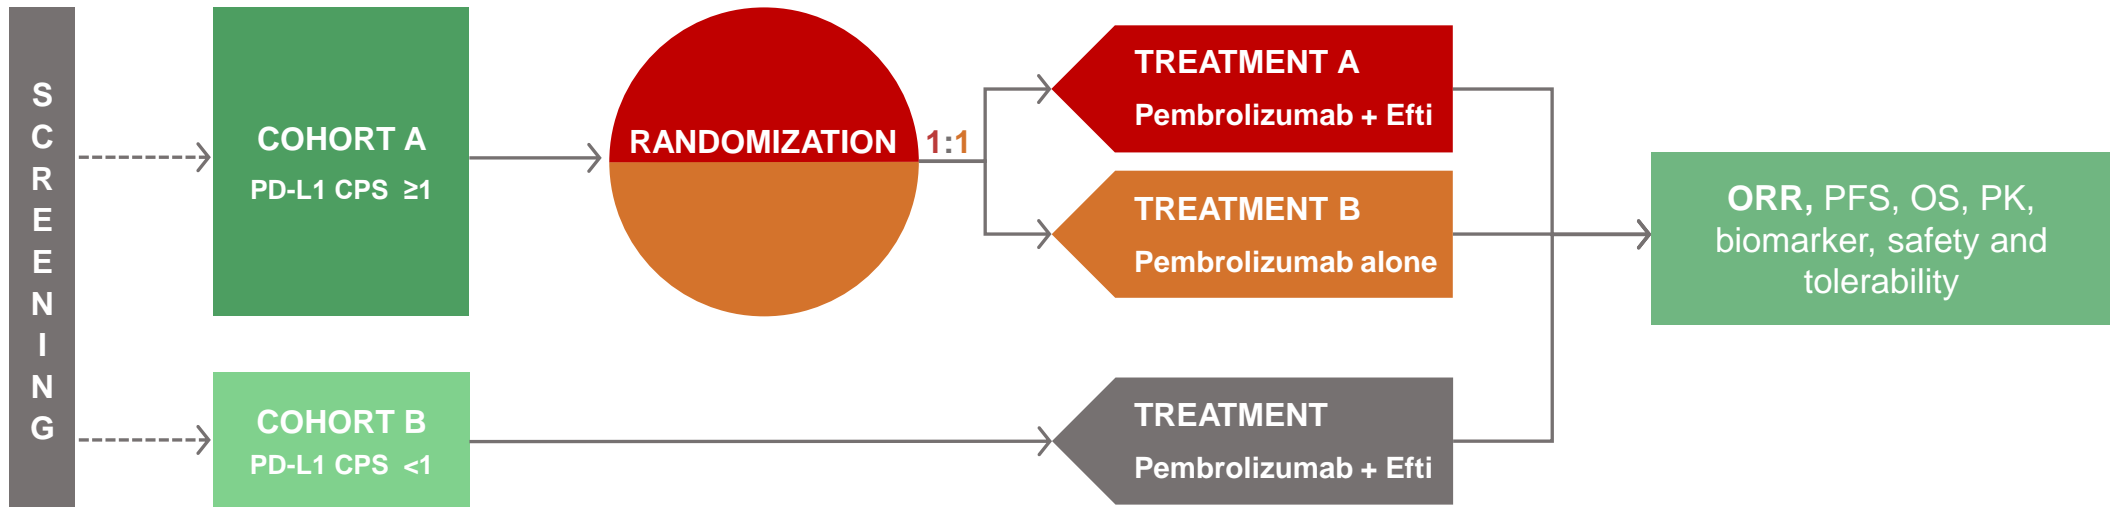 SCREENING
COHORT A
PD-L1 CPS ≥1
RANDOMIZATION
1:1
TREATMENT A
Pembrolizumab + Efti
TREATMENT B
Pembrolizumab alone
ORR, PFS, OS, PK,
biomarker, safety and
tolerability
COHORT B
PD-L1 CPS <1
TREATMENT
Pembrolizumab + Efti